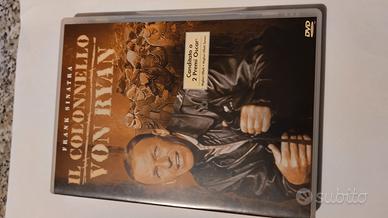 FRANK SINATRA
IL COLONNELLO
VON RYAN
Candidato a
2 Premi Oscar
DVD
subito